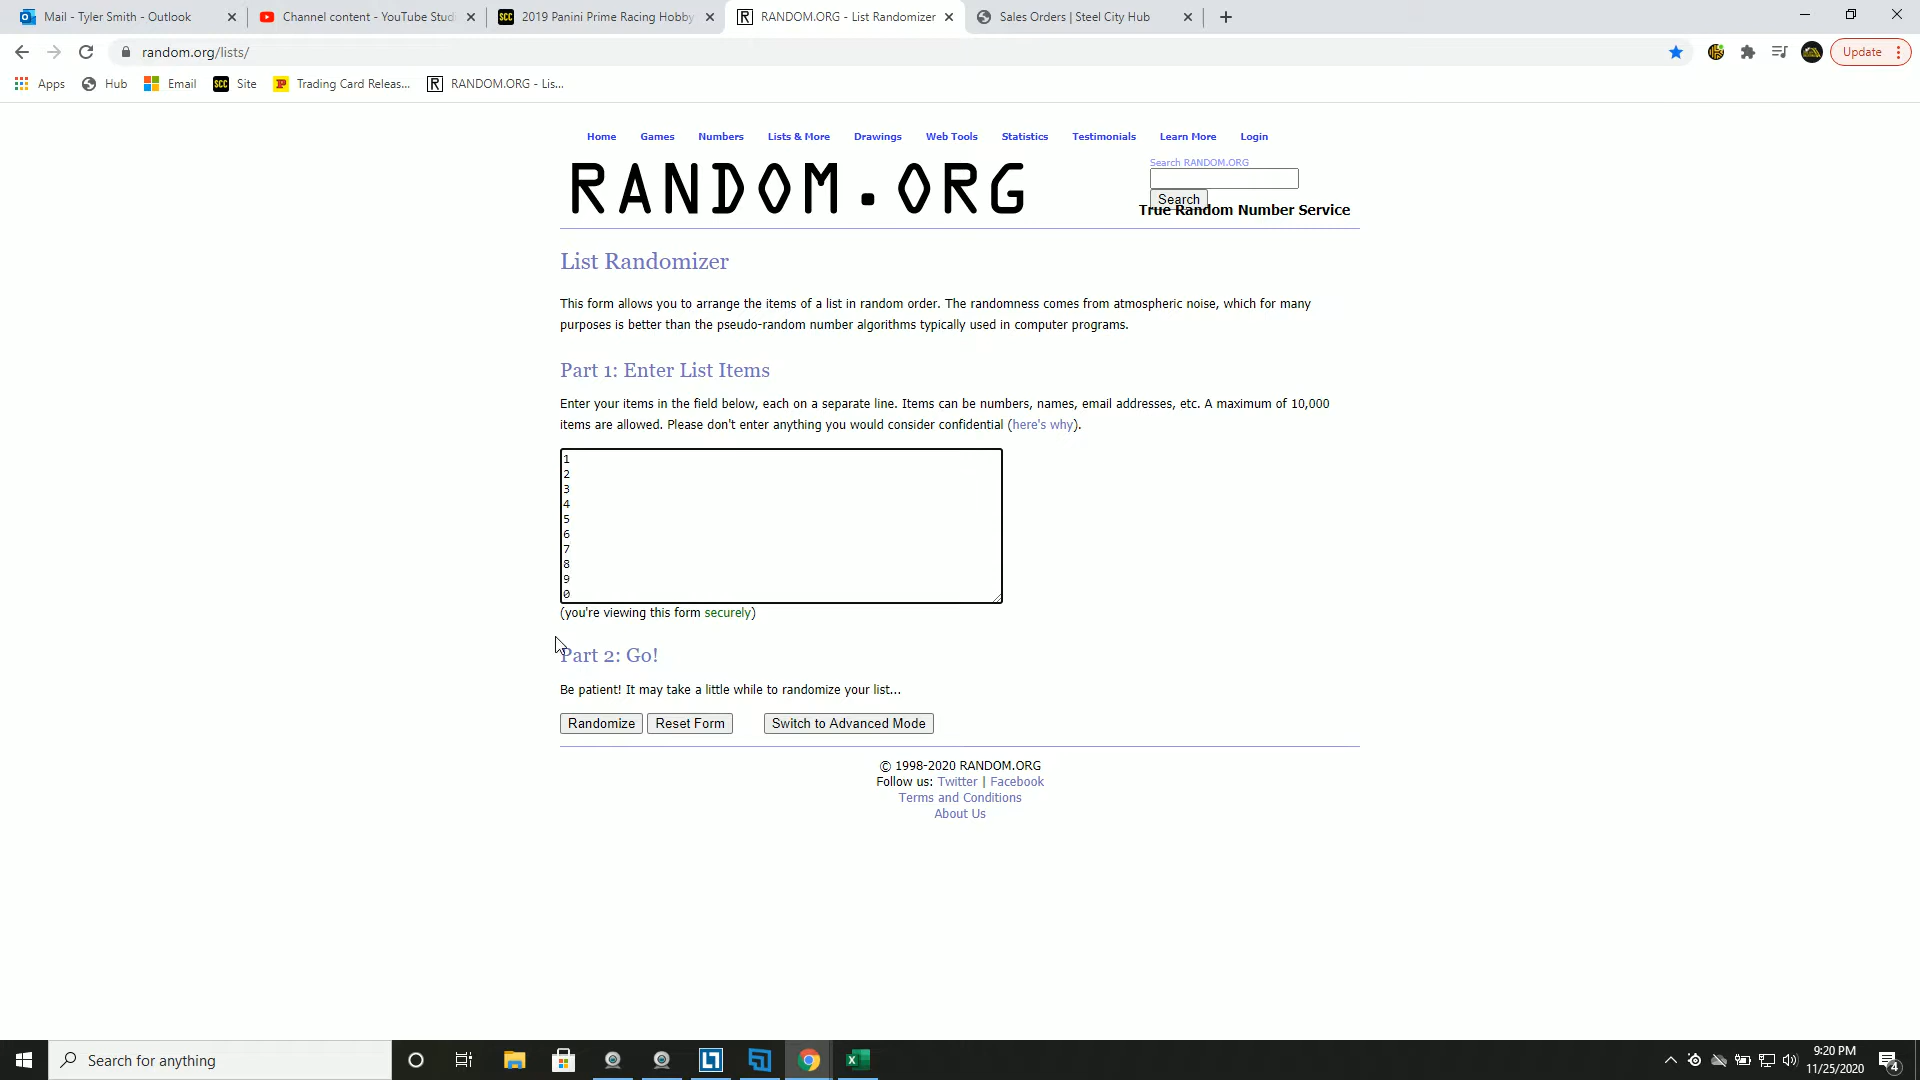 Mail - Tyler Smith - Outlook
Channel content - YouTube Studi
SCC 2019 Panini Prime Racing Hobby
R RANDOM.ORG - List Randomizer
Sales Orders | Steel City Hub
random.org/lists/
Update
Apps
Hub
Email
SCC Site
P Trading Card Releas...
R RANDOM.ORG - Lis...
Home Games Numbers Lists & More Drawings Web Tools Statistics Testimonials Learn More Login
RANDOM.ORG
Search RANDOM.ORG
Search
True Random Number Service
List Randomizer
This form allows you to arrange the items of a list in random order. The randomness comes from atmospheric noise, which for many
purposes is better than the pseudo-random number algorithms typically used in computer programs.
Part 1: Enter List Items
Enter your items in the field below, each on a separate line. Items can be numbers, names, email addresses, etc. A maximum of 10,000
items are allowed. Please don't enter anything you would consider confidential (here's why).
1
2
3
4
5
6
7
8
9
0
(you're viewing this form securely)
Part 2: Go!
Be patient! It may take a little while to randomize your list...
Randomize Reset Form Switch to Advanced Mode
© 1998-2020 RANDOM.ORG
Follow us: Twitter | Facebook
Terms and Conditions
About Us
Search for anything
9:20 PM
11/25/2020
4